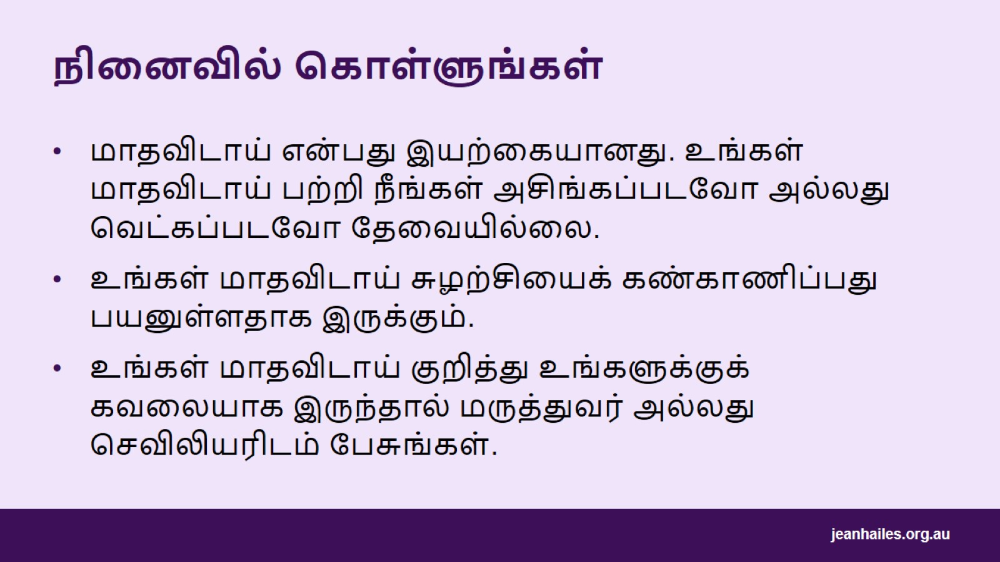 நினைவில் கொள்ளுங்கள்
• மாதவிடாய் என்பது இயற்கையானது. உங்கள்
மாதவிடாய் பற்றி நீங்கள் அசிங்கப்படவோ அல்லது
வெட்கப்படவோ தேவையில்லை.
• உங்கள் மாதவிடாய் சுழற்சியைக் கண்காணிப்பது
பயனுள்ளதாக இருக்கும்.
• உங்கள் மாதவிடாய் குறித்து உங்களுக்குக்
கவலையாக இருந்தால் மருத்துவர் அல்லது
செவிலியரிடம் பேசுங்கள்.
jeanhailes.org.au